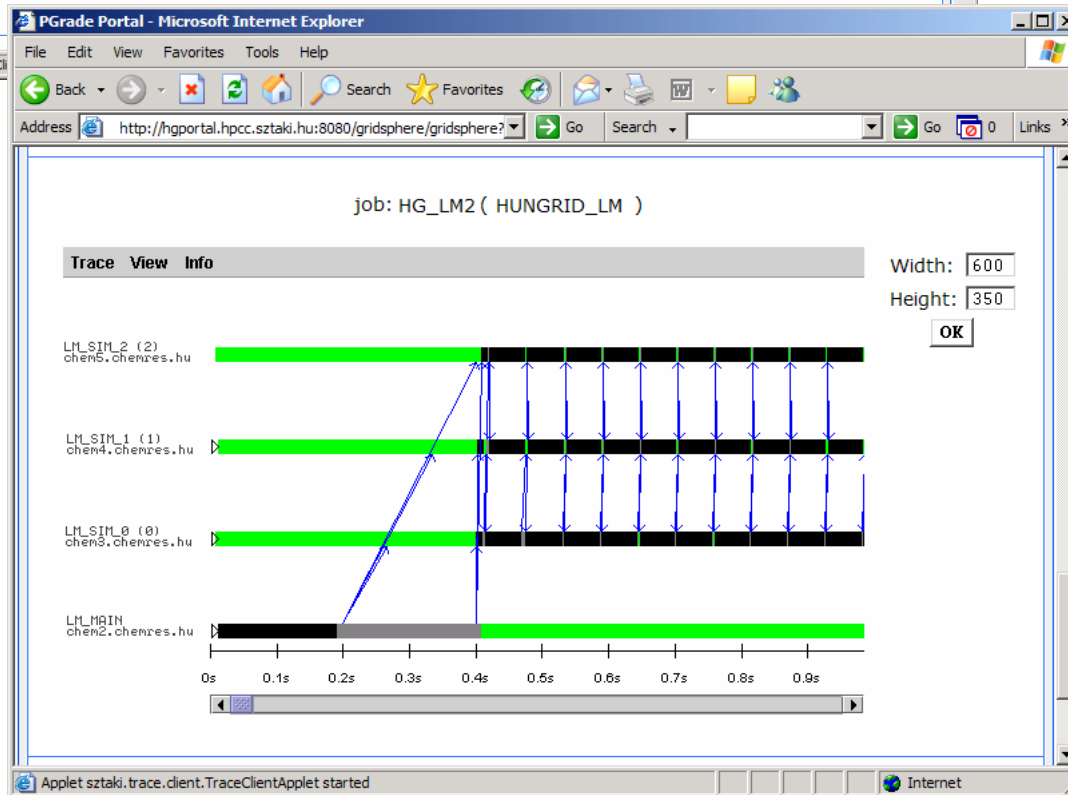 PGrade Portal - Microsoft Internet Explorer
File Edit View Favorites Tools Help
Back Search Favorites
Address http://hgportal.hpcc.sztaki.hu:8080/gridsphere/gridsphere? Go Search Go 0 Links »
job: HG_LM2 ( HUNGRID_LM )
Trace View Info
Width: 600
Height: 350
OK
LM_SIM_2 (2)
chem5.chemres.hu
LM_SIM_1 (1)
chem4.chemres.hu
LM_SIM_0 (0)
chem3.chemres.hu
LM_MAIN
chem2.chemres.hu
0s 0.1s 0.2s 0.3s 0.4s 0.5s 0.6s 0.7s 0.8s 0.9s
Applet sztaki.trace.client.TraceClientApplet started Internet